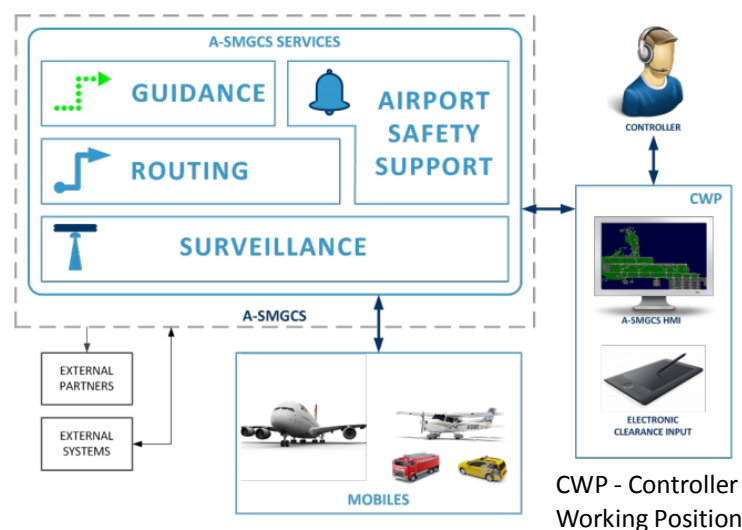 A-SMGCS SERVICES
GUIDANCE
AIRPORT
SAFETY
SUPPORT
ROUTING
SURVEILLANCE
A-SMGCS
CONTROLLER
CWP
A-SMGCS HMI
ELECTRONIC
CLEARANCE INPUT
EXTERNAL
PARTNERS
EXTERNAL
SYSTEMS
MOBILES
CWP - Controller
Working Position